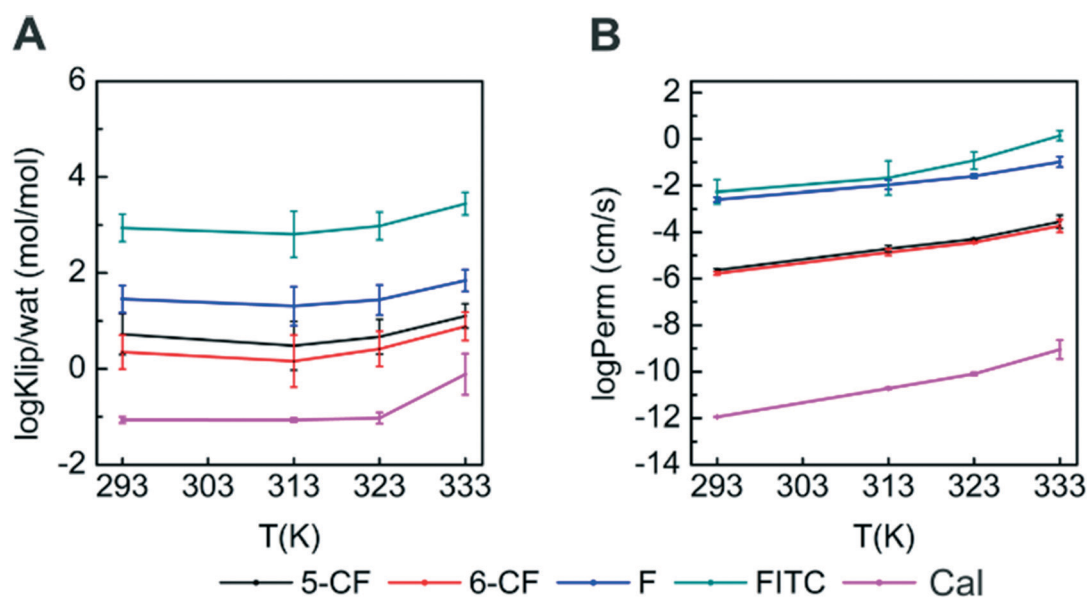 A
logKlip/wat (mol/mol)
6
4
2
0
-2
293 303 313 323 333
T(K)
B
logPerm (cm/s)
2
0
-2
-4
-6
-8
-10
-12
-14
293 303 313 323 333
T(K)
5-CF 6-CF F FITC Cal